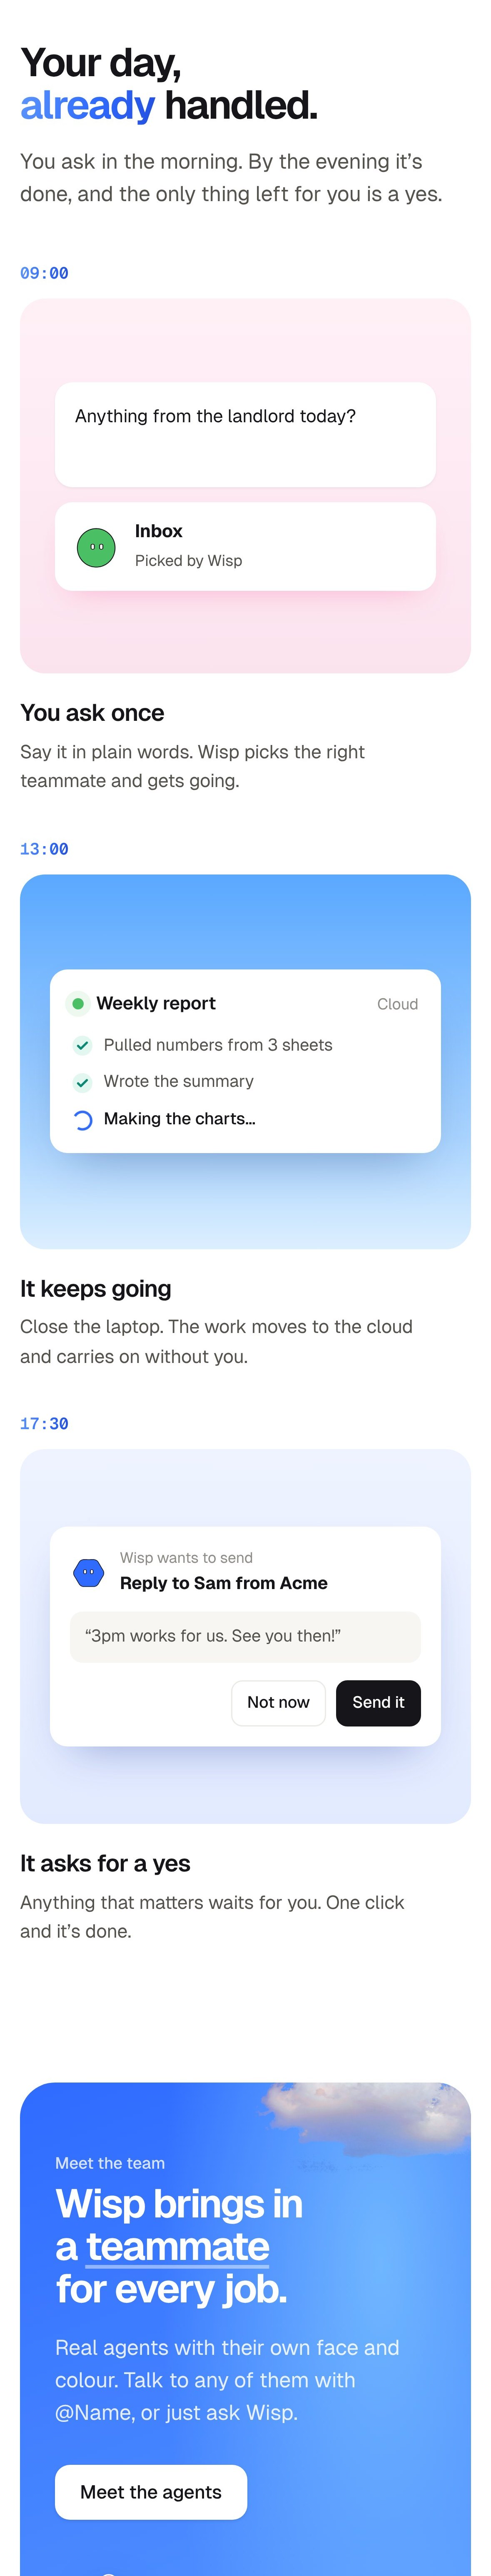 Your day,
already handled.
You ask in the morning. By the evening it’s
done, and the only thing left for you is a yes.
09:00
Anything from the landlord today?
Inbox
Picked by Wisp
You ask once
Say it in plain words. Wisp picks the right
teammate and gets going.
13:00
Weekly report
Cloud
Pulled numbers from 3 sheets
Wrote the summary
Making the charts…
It keeps going
Close the laptop. The work moves to the cloud
and carries on without you.
17:30
Wisp wants to send
Reply to Sam from Acme
“3pm works for us. See you then!”
Not now
Send it
It asks for a yes
Anything that matters waits for you. One click
and it’s done.
Meet the team
Wisp brings in
a teammate
for every job.
Real agents with their own face and
colour. Talk to any of them with
@Name, or just ask Wisp.
Meet the agents